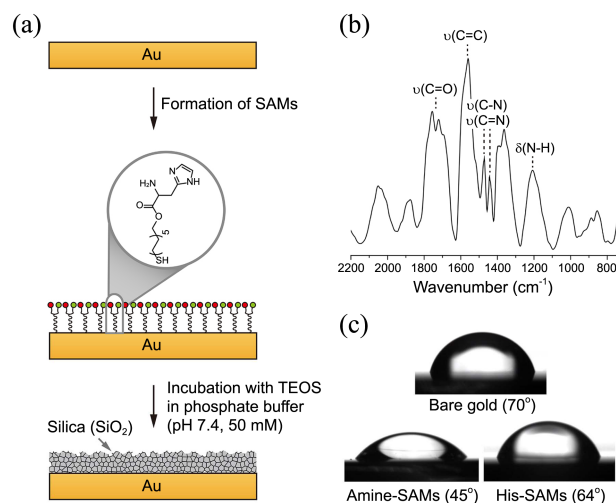 (a)
Au
Formation of SAMs
N
NH
H₂N
O
O
5
SH
Au
Incubation with TEOS
in phosphate buffer
(pH 7.4, 50 mM)
Silica (SiO₂)
Au
(b)
υ(C=C)
υ(C=O)
υ(C-N)
υ(C=N)
δ(N-H)
2200 2000 1800 1600 1400 1200 1000 800
Wavenumber (cm⁻¹)
(c)
Bare gold (70°)
Amine-SAMs (45°)
His-SAMs (64°)